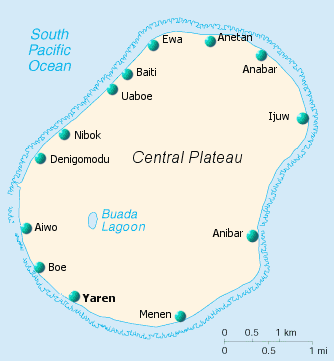 South
Pacific
Ocean
Ewa
Anetan
Baiti
Anabar
Uaboe
Ijuw
Nibok
Denigomodu
Central Plateau
Buada
Lagoon
Aiwo
Anibar
Boe
Yaren
Menen
0 0.5 1 km
0 0.5 1 mi